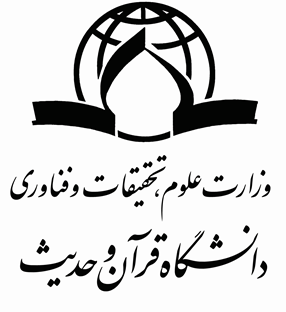 وزارت علوم، تحقیقات و فناوری
دانشگاه قرآن و حدیث